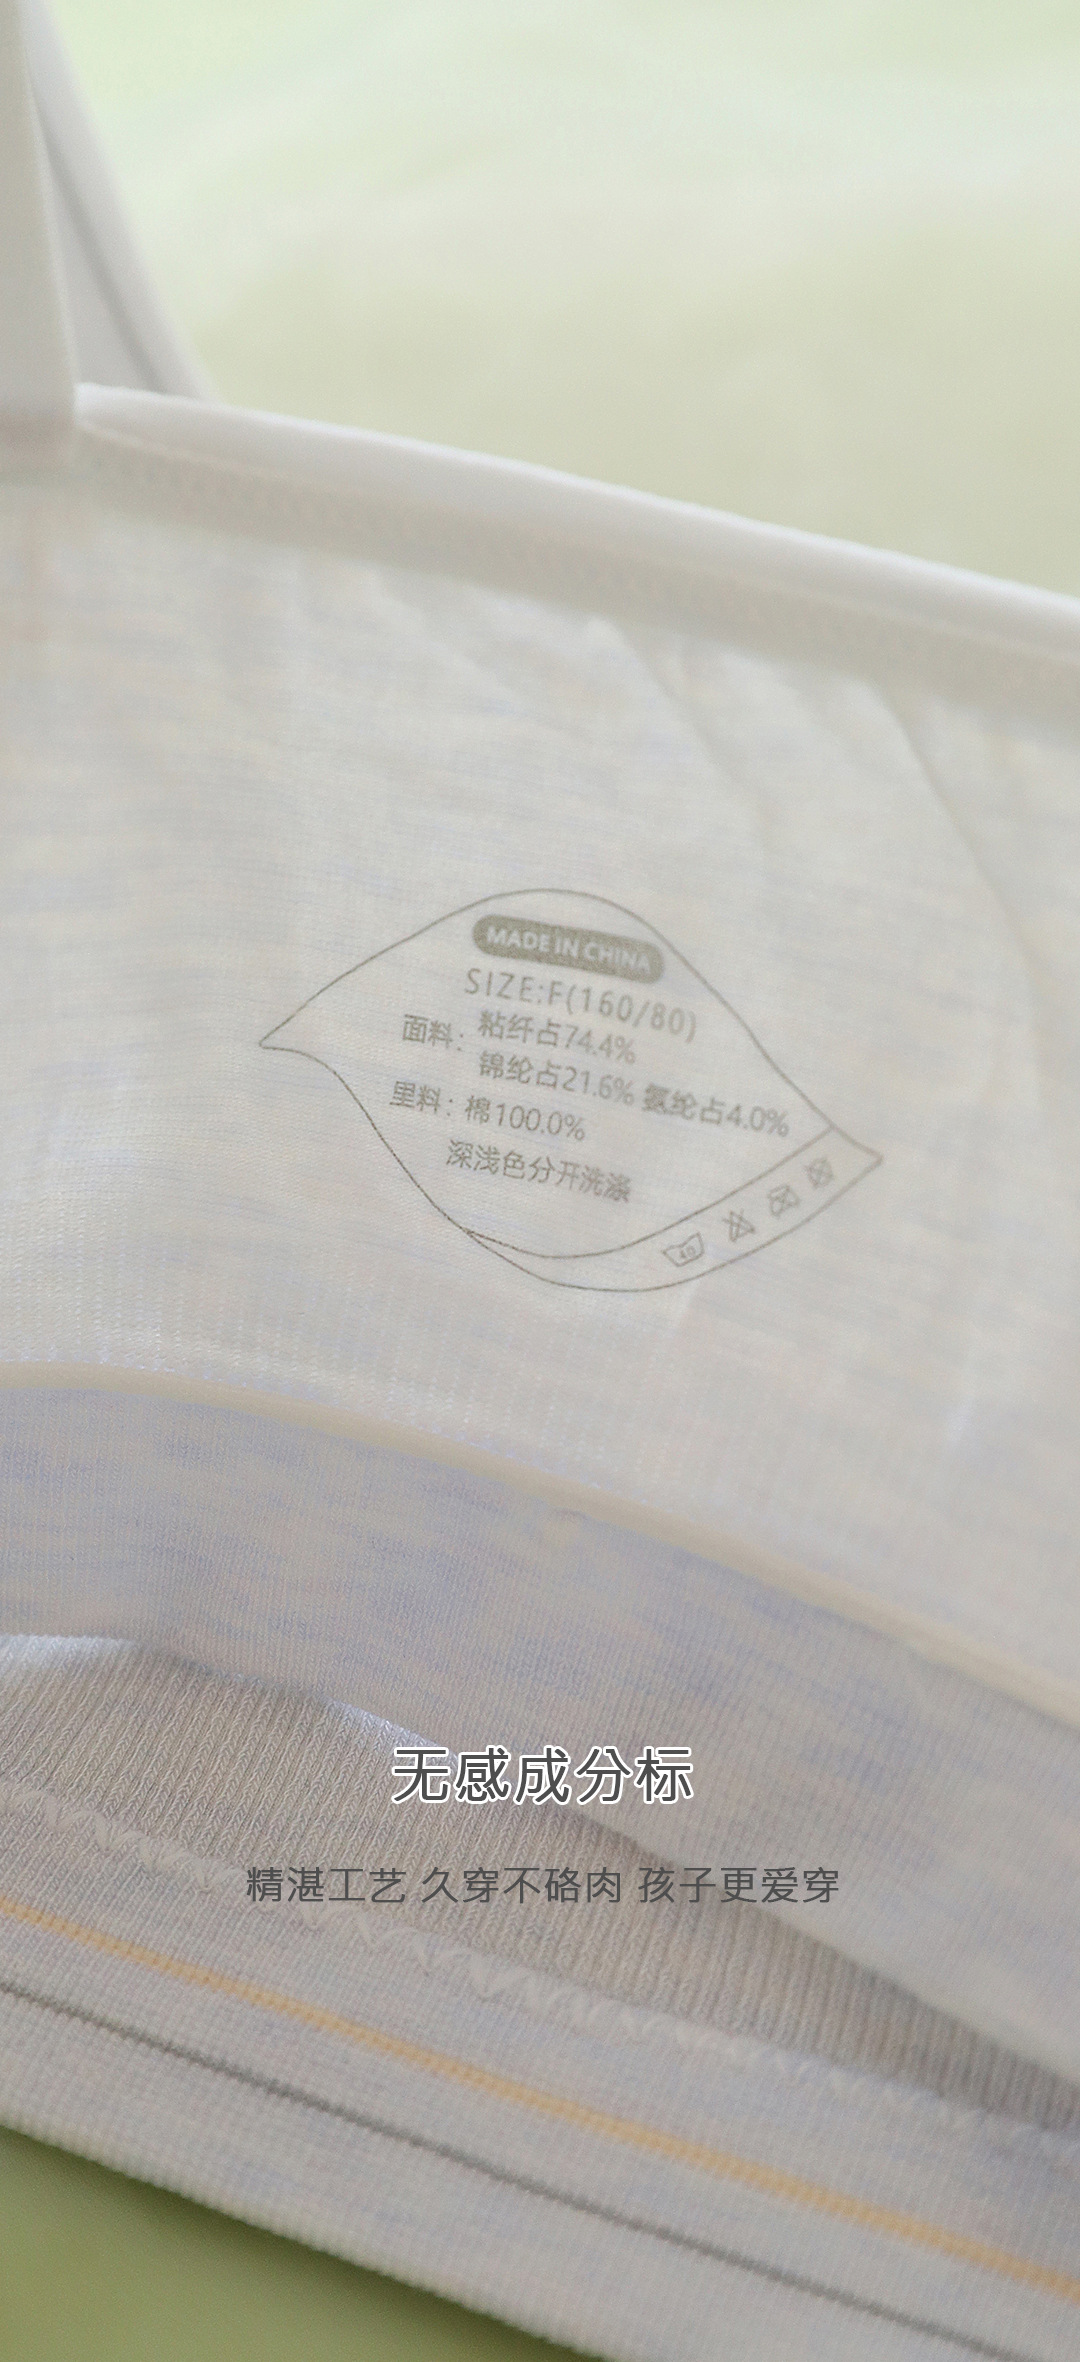 MADE IN CHINA
SIZE:F(160/80)
面料：粘纤占74.4%
锦纶占21.6% 氨纶占4.0%
里料：棉100.0%
深浅色分开洗涤
40
无感成分标
精湛工艺 久穿不硌肉 孩子更爱穿